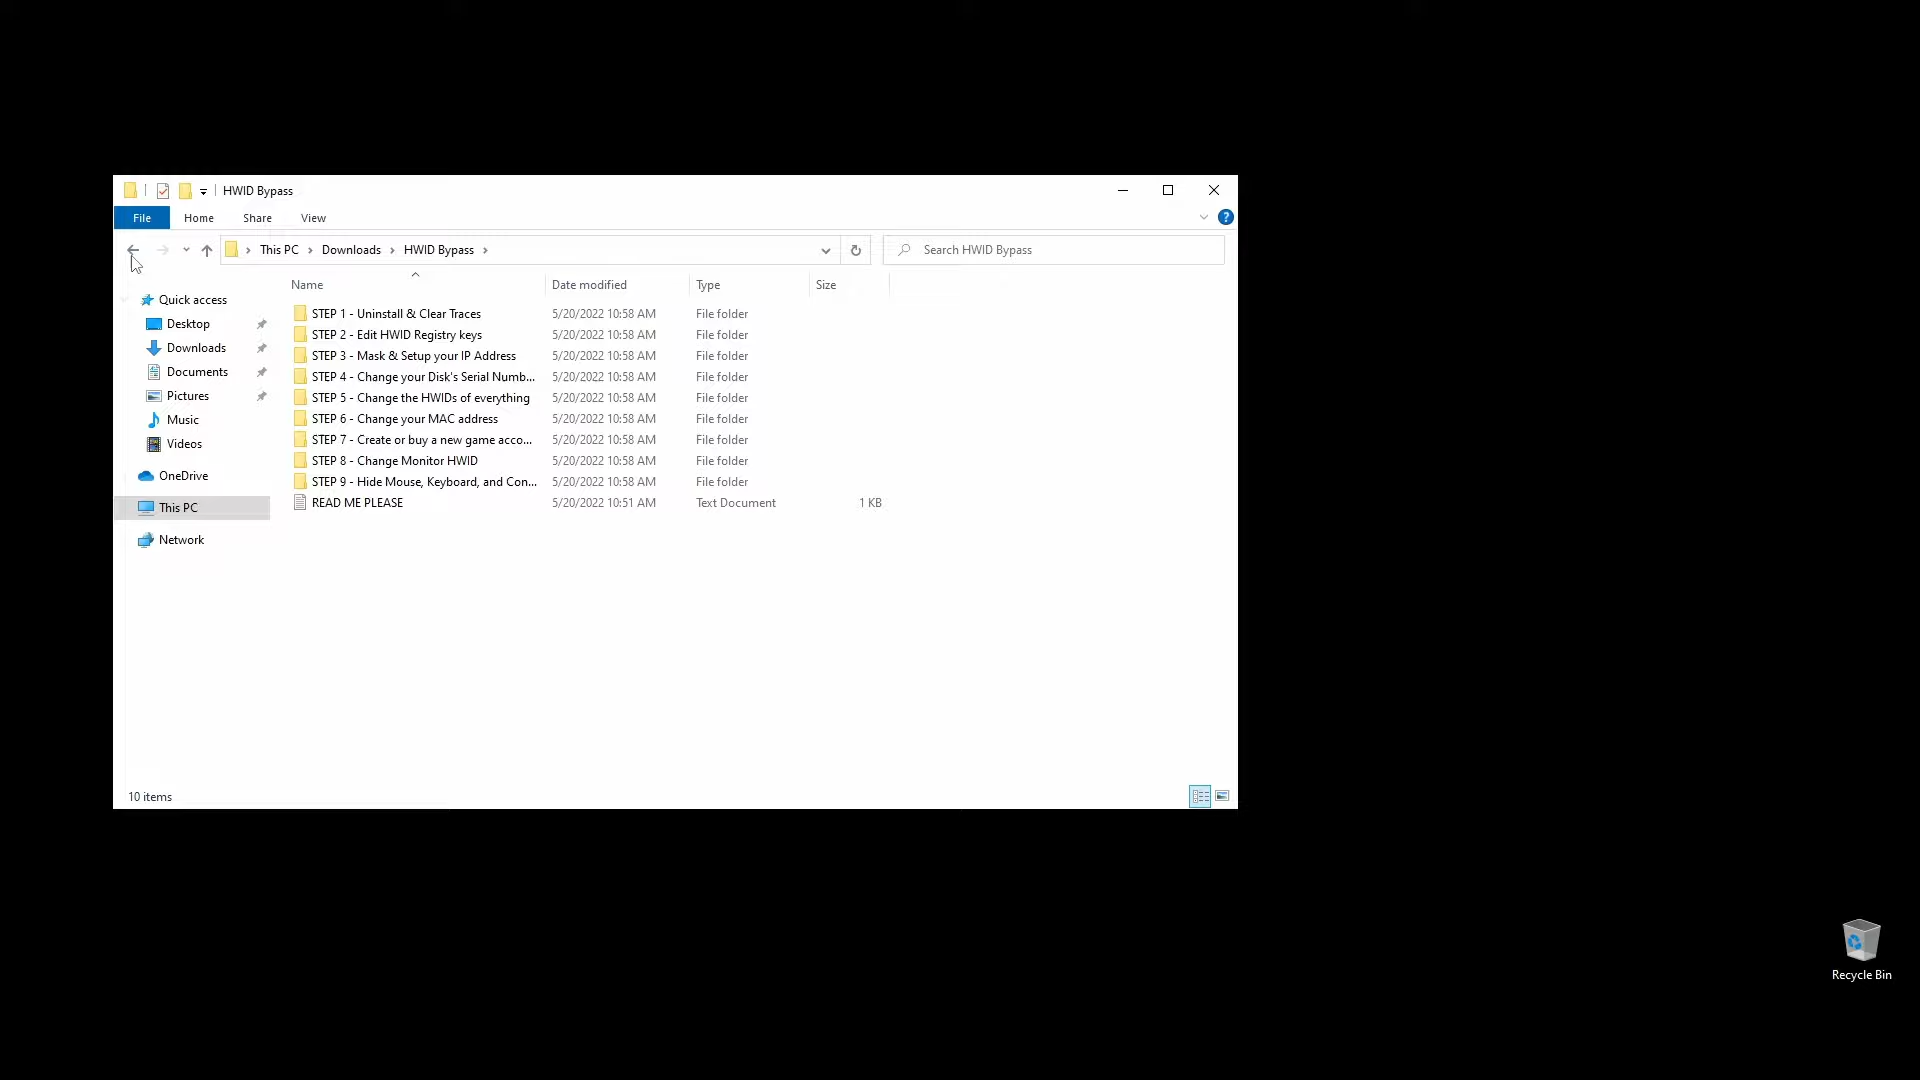 HWID Bypass
File Home Share View
This PC Downloads HWID Bypass
Search HWID Bypass
Name Date modified Type Size
Quick access
Desktop
Downloads
Documents
Pictures
Music
Videos
OneDrive
This PC
Network
STEP 1 - Uninstall & Clear Traces 5/20/2022 10:58 AM File folder
STEP 2 - Edit HWID Registry keys 5/20/2022 10:58 AM File folder
STEP 3 - Mask & Setup your IP Address 5/20/2022 10:58 AM File folder
STEP 4 - Change your Disk's Serial Numb... 5/20/2022 10:58 AM File folder
STEP 5 - Change the HWIDs of everything 5/20/2022 10:58 AM File folder
STEP 6 - Change your MAC address 5/20/2022 10:58 AM File folder
STEP 7 - Create or buy a new game acco... 5/20/2022 10:58 AM File folder
STEP 8 - Change Monitor HWID 5/20/2022 10:58 AM File folder
STEP 9 - Hide Mouse, Keyboard, and Con... 5/20/2022 10:58 AM File folder
READ ME PLEASE 5/20/2022 10:51 AM Text Document 1 KB
10 items
Recycle Bin